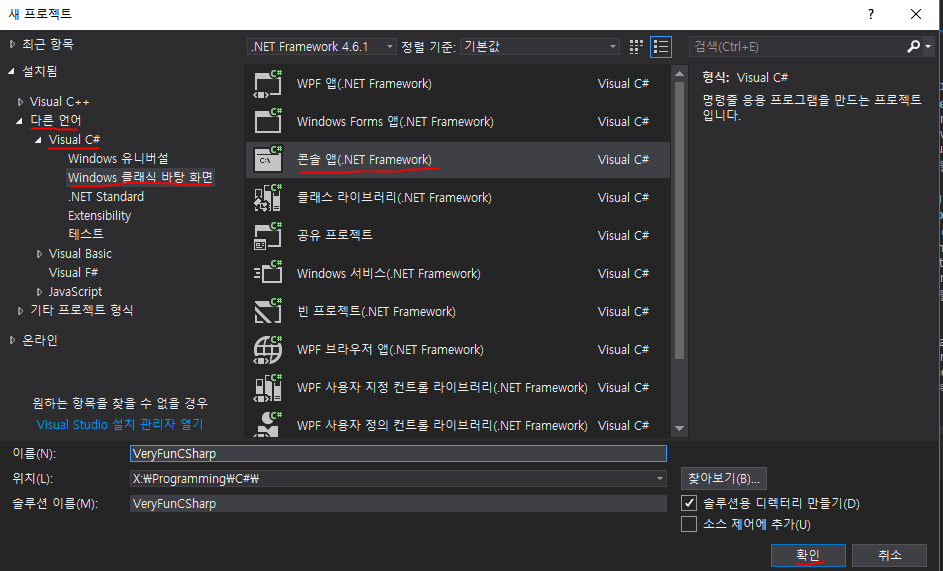 새 프로젝트
최근 항목
설치됨
Visual C++
다른 언어
Visual C#
Windows 유니버설
Windows 클래식 바탕 화면
.NET Standard
Extensibility
테스트
Visual Basic
Visual F#
JavaScript
기타 프로젝트 형식
온라인
원하는 항목을 찾을 수 없을 경우
Visual Studio 설치 관리자 열기
.NET Framework 4.6.1 정렬 기준: 기본값
WPF 앱(.NET Framework) Visual C#
Windows Forms 앱(.NET Framework) Visual C#
콘솔 앱(.NET Framework) Visual C#
클래스 라이브러리(.NET Framework) Visual C#
공유 프로젝트 Visual C#
Windows 서비스(.NET Framework) Visual C#
빈 프로젝트(.NET Framework) Visual C#
WPF 브라우저 앱(.NET Framework) Visual C#
WPF 사용자 지정 컨트롤 라이브러리(.NET Framework) Visual C#
WPF 사용자 정의 컨트롤 라이브러리(.NET Framework) Visual C#
검색(Ctrl+E)
형식: Visual C#
명령줄 응용 프로그램을 만드는 프로젝트
입니다.
이름(N): VeryFunCSharp
위치(L): X:₩Programming₩C#₩ 찾아보기(B)...
솔루션 이름(M): VeryFunCSharp
솔루션용 디렉터리 만들기(D)
소스 제어에 추가(U)
확인 취소